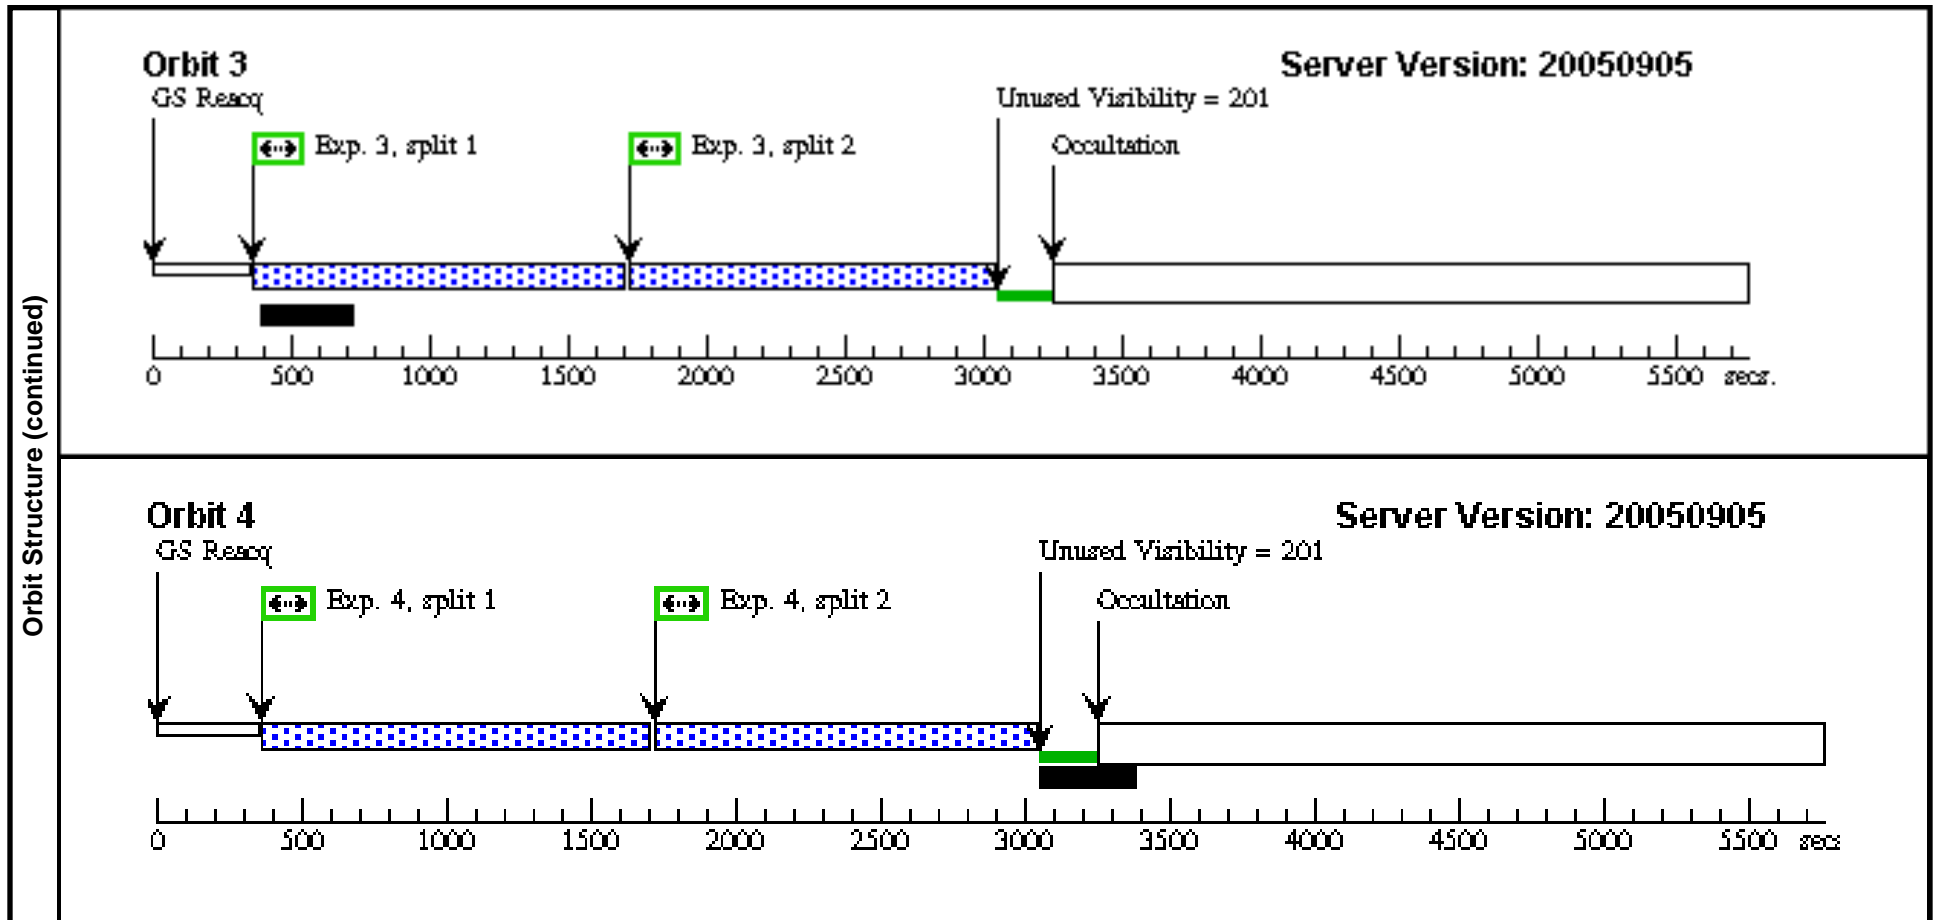 Orbit Structure (continued)
Orbit 3
Server Version: 20050905
GS Reacq
Unused Visibility = 201
Exp. 3, split 1
Exp. 3, split 2
Occultation
0 500 1000 1500 2000 2500 3000 3500 4000 4500 5000 5500 secs.
Orbit 4
Server Version: 20050905
GS Reacq
Unused Visibility = 201
Exp. 4, split 1
Exp. 4, split 2
Occultation
0 500 1000 1500 2000 2500 3000 3500 4000 4500 5000 5500 secs